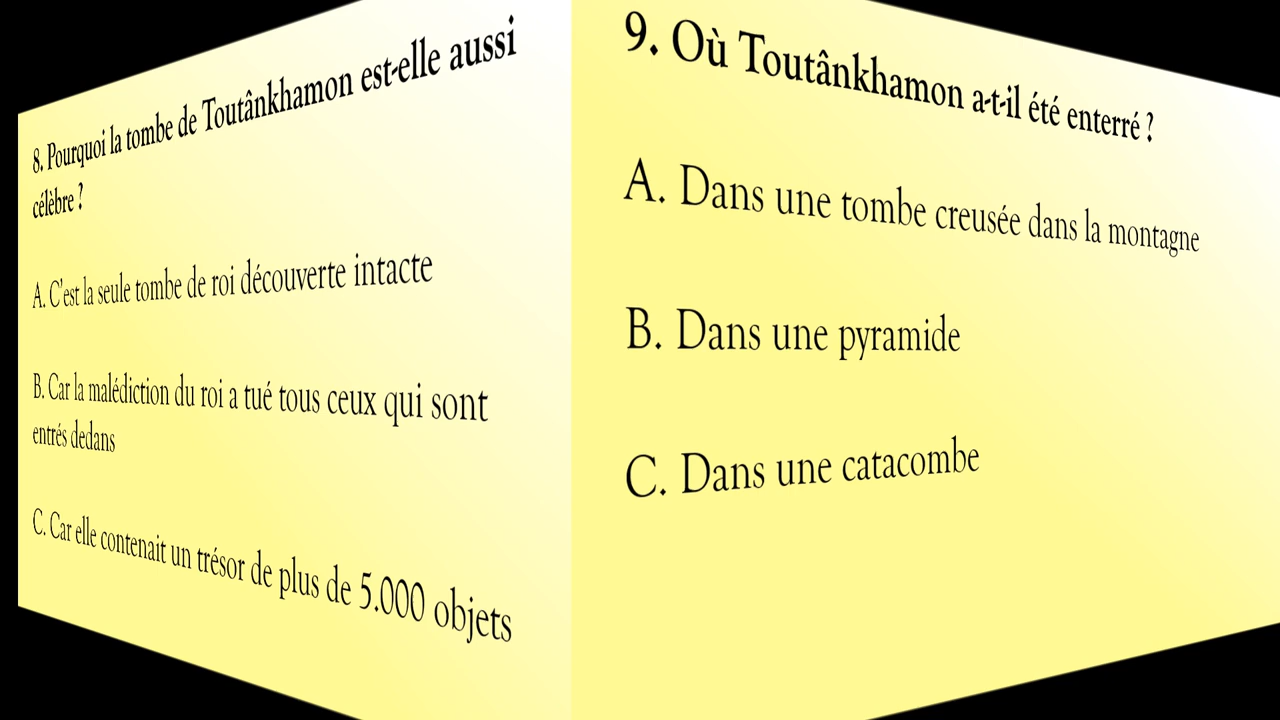 8. Pourquoi la tombe de Toutânkhamon est-elle aussi
célèbre ?
A. C'est la seule tombe de roi découverte intacte
B. Car la malédiction du roi a tué tous ceux qui sont
entrés dedans
C. Car elle contenait un trésor de plus de 5.000 objets
9. Où Toutânkhamon a-t-il été enterré ?
A. Dans une tombe creusée dans la montagne
B. Dans une pyramide
C. Dans une catacombe